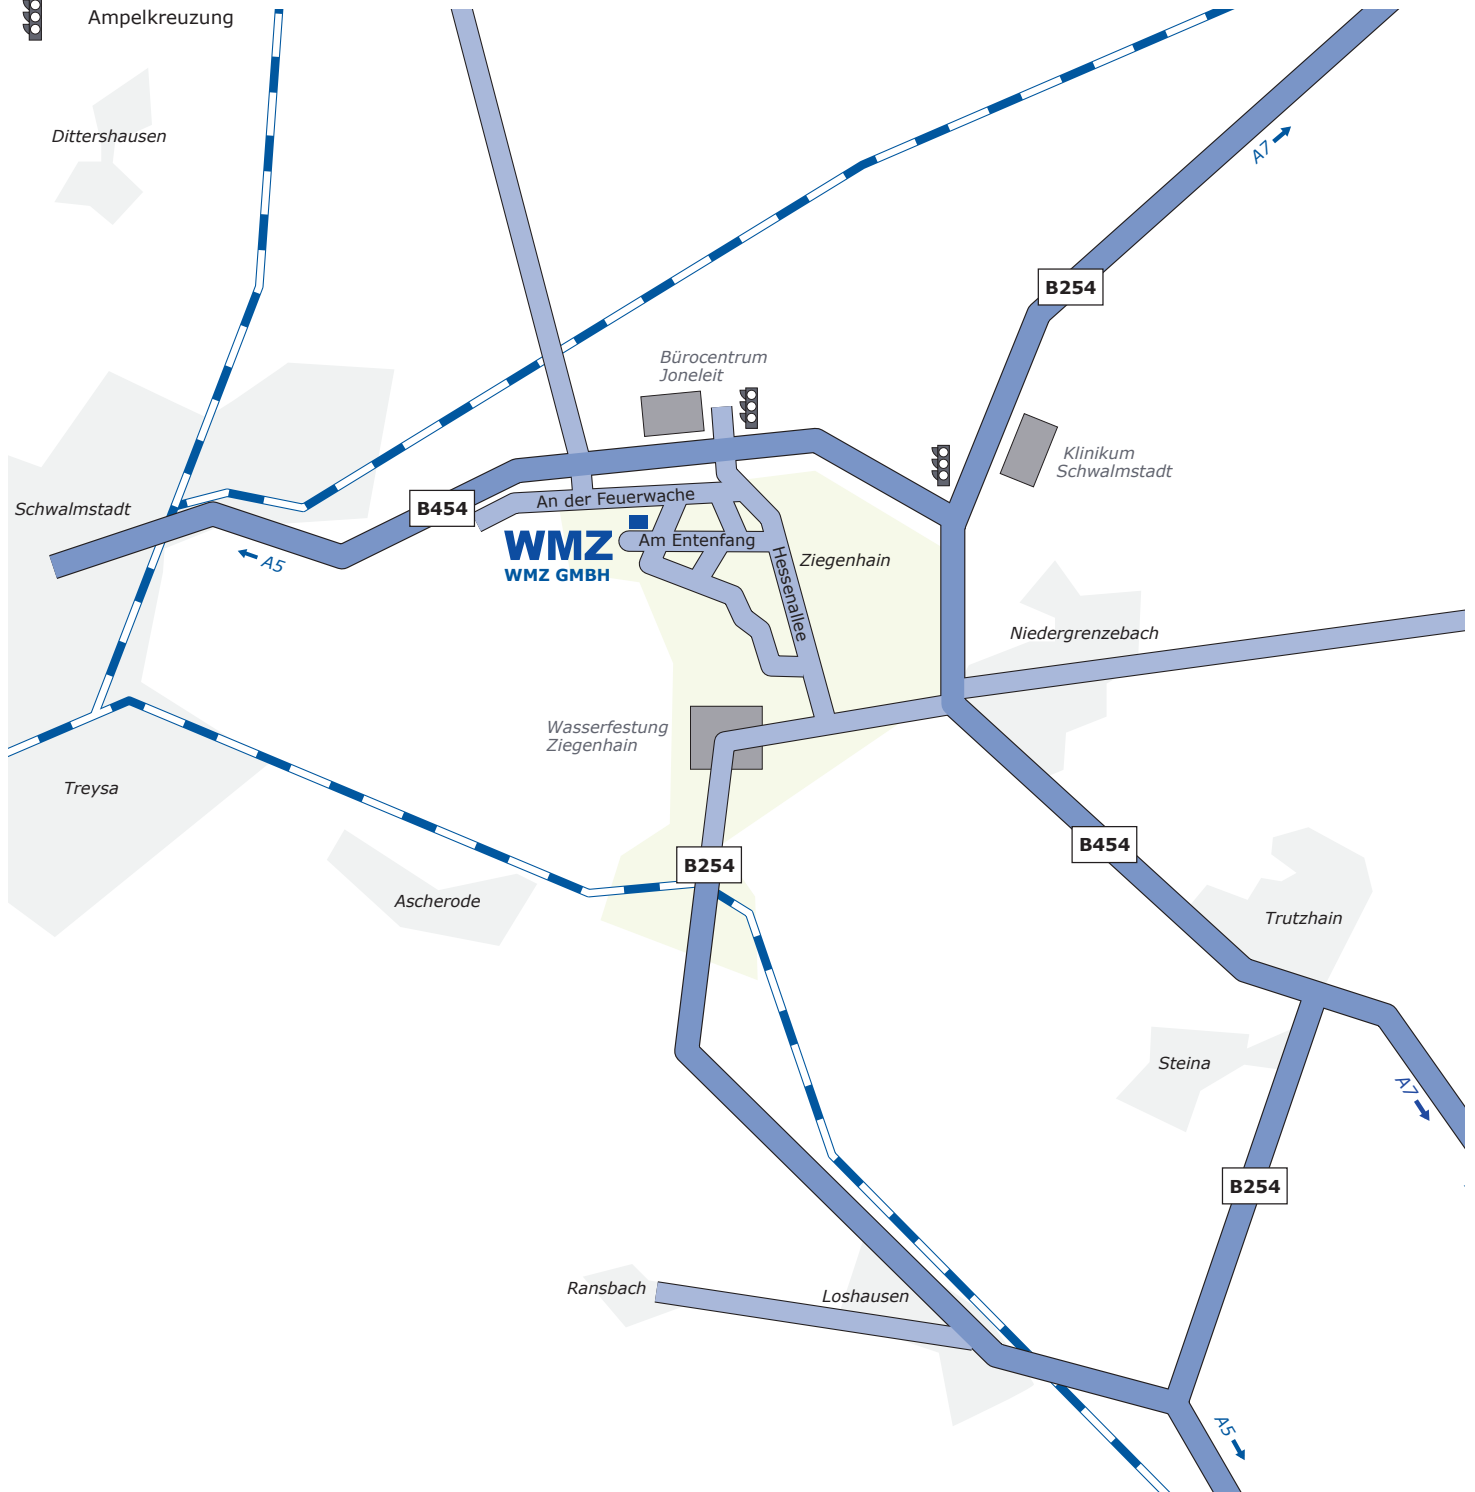 Ampelkreuzung
Dittershausen
A7
B254
Bürocentrum
Joneleit
Klinikum
Schwalmstadt
Schwalmstadt
B454
An der Feuerwache
WMZ
WMZ GMBH
Am Entenfang
Hessenallee
Ziegenhain
A5
Niedergrenzebach
Wasserfestung
Ziegenhain
Treysa
B454
B254
Ascherode
Trutzhain
Steina
A7
B254
Ransbach
Loshausen
A5